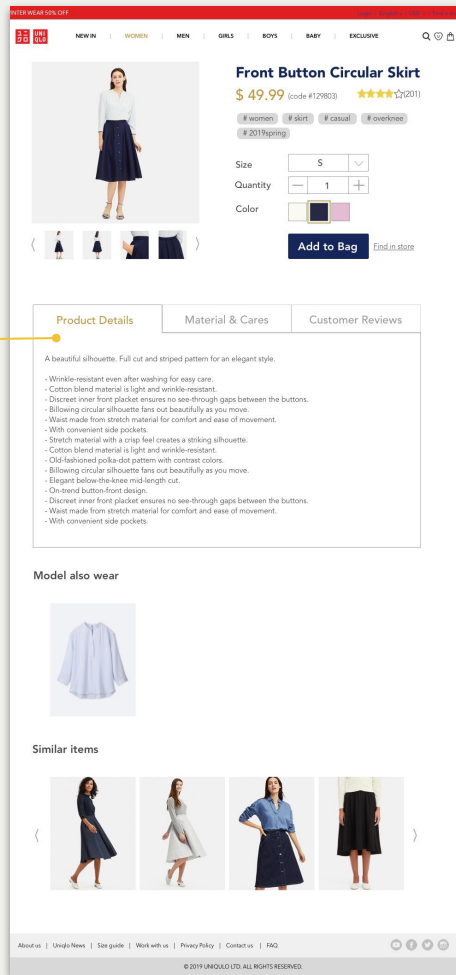 INTER WEAR 50% OFF
UNI
QLO
NEW IN | WOMEN | MEN | GIRLS | BOYS | BABY | EXCLUSIVE
Front Button Circular Skirt
$ 49.99 (code #129803) (201)
# women # skirt # casual # overknee
# 2019spring
Size S
Quantity 1
Color
Add to Bag Find in store
Product Details Material & Cares Customer Reviews
A beautiful silhouette. Full cut and striped pattern for an elegant style.
- Wrinkle-resistant even after washing for easy care.
- Cotton blend material is light and wrinkle-resistant.
- Discreet inner front placket ensures no see-through gaps between the buttons.
- Billowing circular silhouette fans out beautifully as you move.
- Waist made from stretch material for comfort and ease of movement.
- With convenient side pockets.
- Stretch material with a crisp feel creates a striking silhouette.
- Cotton blend material is light and wrinkle-resistant.
- Old-fashioned polka-dot pattern with contrast colors.
- Billowing circular silhouette fans out beautifully as you move.
- Elegant below-the-knee mid-length cut.
- On-trend button-front design.
- Discreet inner front placket ensures no see-through gaps between the buttons.
- Waist made from stretch material for comfort and ease of movement.
- With convenient side pockets.
Model also wear
Similar items
About us | Uniqlo News | Size guide | Work with us | Privacy Policy | Contact us | FAQ
© 2019 UNIQULO LTD. ALL RIGHTS RESERVED.